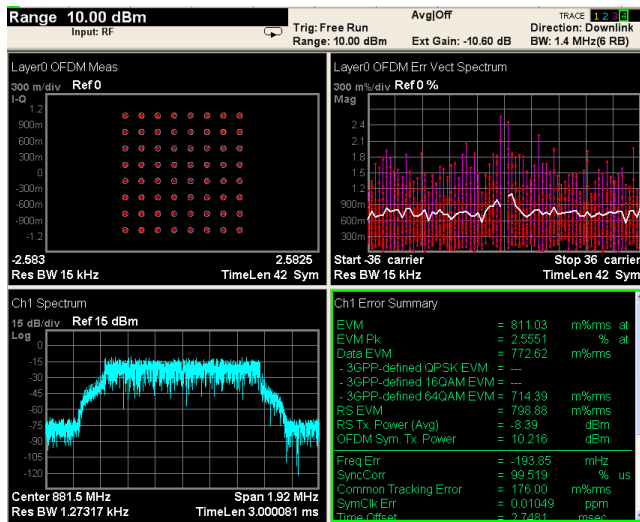 Range 10.00 dBm
Input: RF
Trig: Free Run
Range: 10.00 dBm
Avg|Off
Ext Gain: -10.60 dB
TRACE 1 2 3 4
Direction: Downlink
BW: 1.4 MHz(6 RB)
Layer0 OFDM Meas
300 m/div Ref 0
I-Q
1.2
900m
600m
300m
0
-300m
-600m
-900m
-1.2
-2.583 2.5825
Res BW 15 kHz TimeLen 42 Sym
Layer0 OFDM Err Vect Spectrum
300 m%/div Ref 0 %
Mag
2.4
2.1
1.8
1.5
1.2
900m
600m
300m
Start -36 carrier Stop 36 carrier
Res BW 15 kHz TimeLen 42 Sym
Ch1 Spectrum
15 dB/div Ref 15 dBm
Log
0
-15
-30
-45
-60
-75
-90
-105
-120
Center 881.5 MHz Span 1.92 MHz
Res BW 1.27317 kHz TimeLen 3.000081 ms
Ch1 Error Summary
EVM = 811.03 m%rms at
EVM Pk = 2.5551 % at
Data EVM = 772.62 m%rms
- 3GPP-defined QPSK EVM = ---
- 3GPP-defined 16QAM EVM = ---
- 3GPP-defined 64QAM EVM = 714.39 m%rms
RS EVM = 798.88 m%rms
RS Tx. Power (Avg) = -8.39 dBm
OFDM Sym. Tx. Power = 10.216 dBm
Freq Err = -193.85 mHz
SyncCorr = 99.519 % us
Common Tracking Error = 176.00 m%rms
SymClk Err = 0.01049 ppm
Time Offset = 2.7481 msec